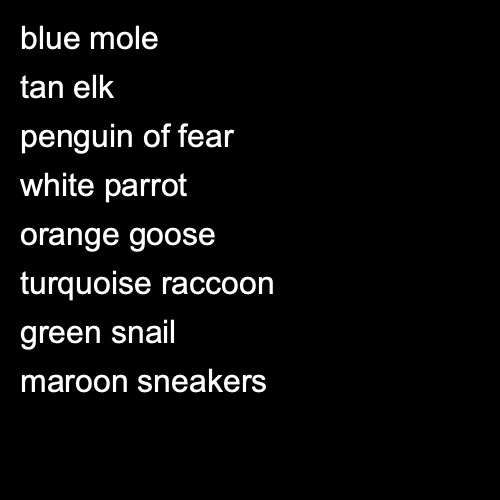 blue mole
tan elk
penguin of fear
white parrot
orange goose
turquoise raccoon
green snail
maroon sneakers